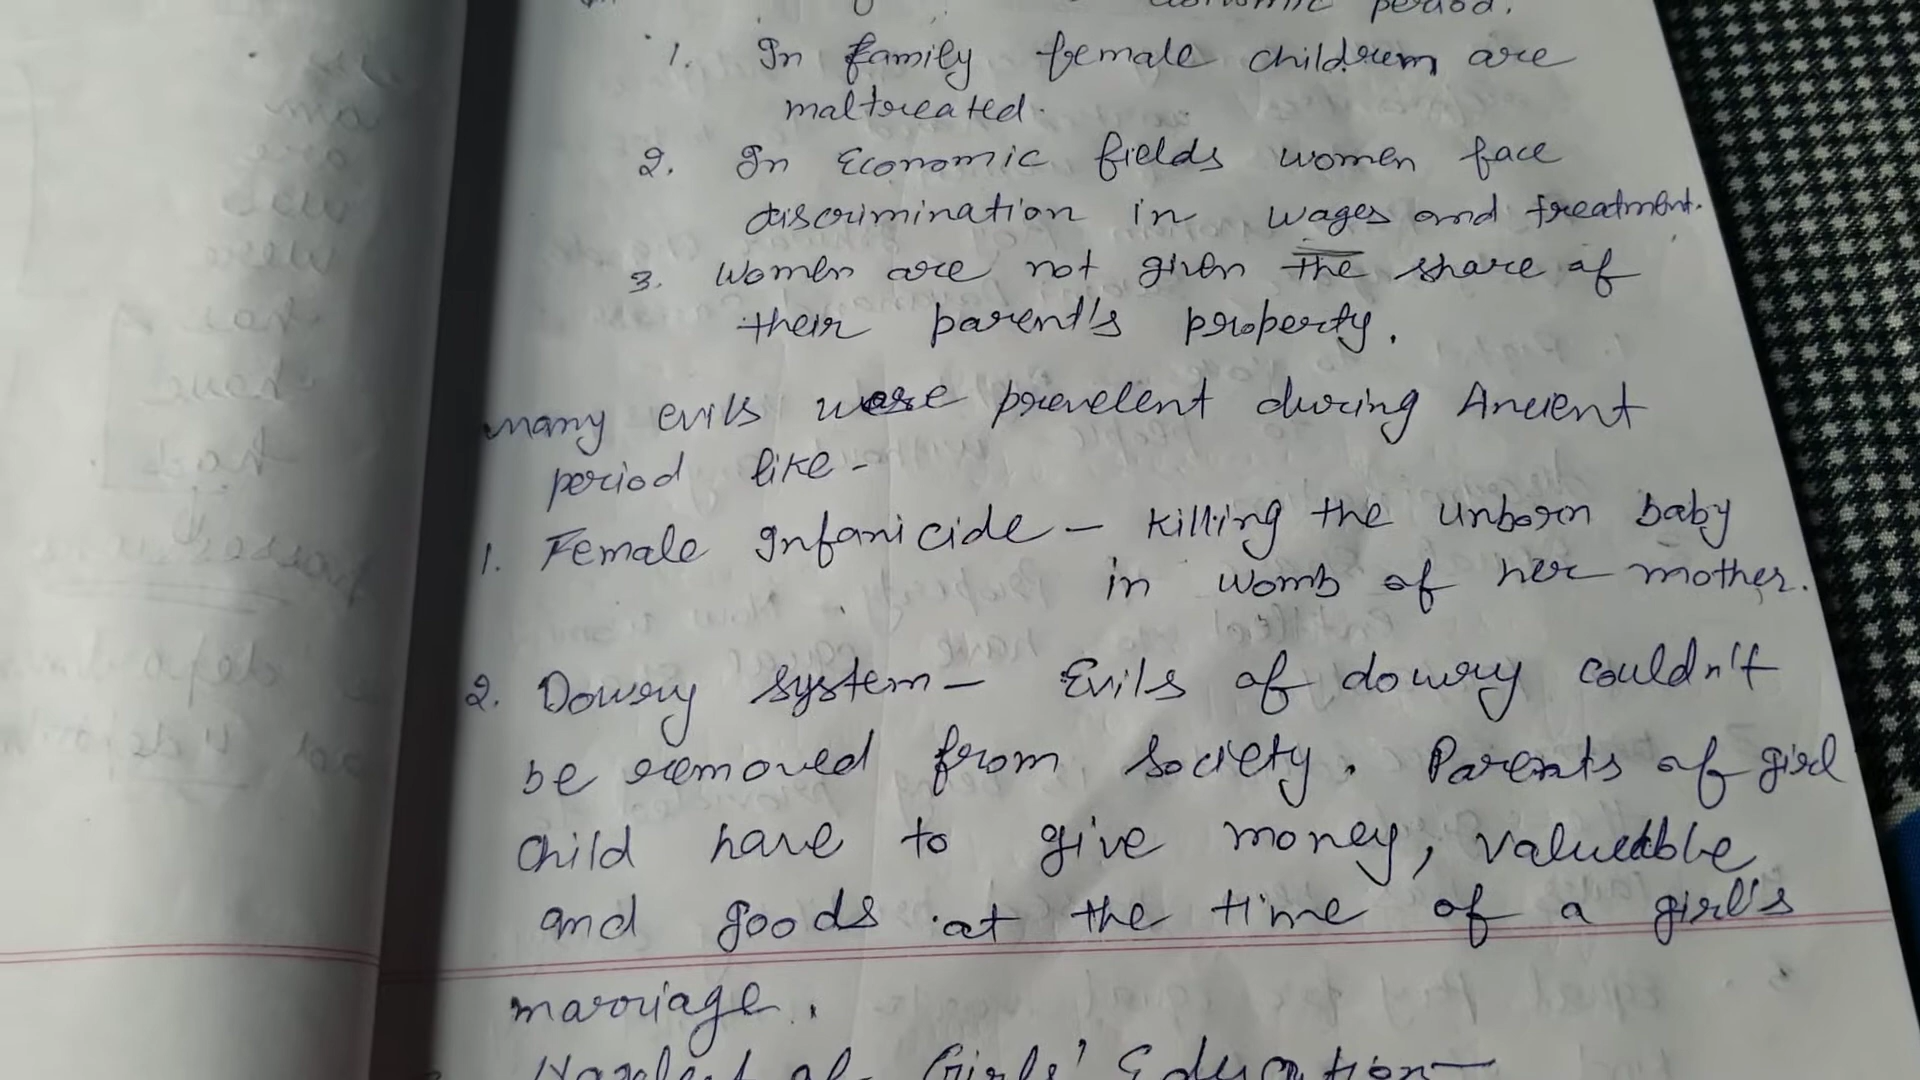 period.
1. In family female children are
maltreated.
2. In Economic fields women face
discrimination in wages and treatment.
3. Women are not given the share of
their parent's property.
many evils were prevelent during Ancient
period like-
1. Female Infanicide - Killing the unborn baby
in womb of her mother.
2. Dowry system - Evils of dowry couldn't
be removed from society. Parents of girl
child have to give money, valuable
and goods at the time of a girl's
marriage.
Girls' Education-